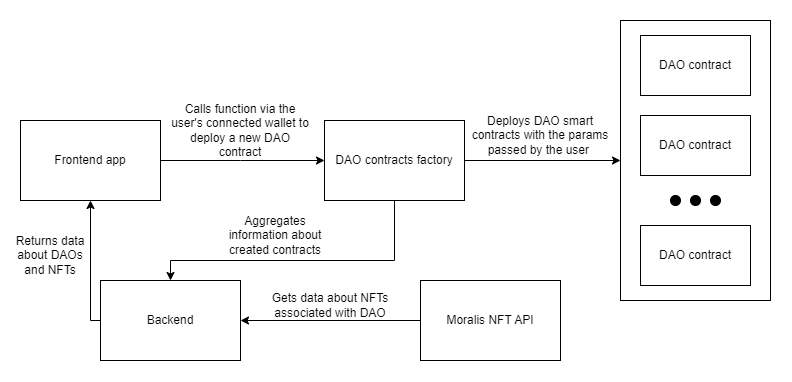 DAO contract
Calls function via the
user's connected wallet to
deploy a new DAO
contract
Deploys DAO smart
contracts with the params
passed by the user
Frontend app
DAO contracts factory
DAO contract
Aggregates
information about
created contracts
Returns data
about DAOs
and NFTs
DAO contract
Gets data about NFTs
associated with DAO
Backend
Moralis NFT API